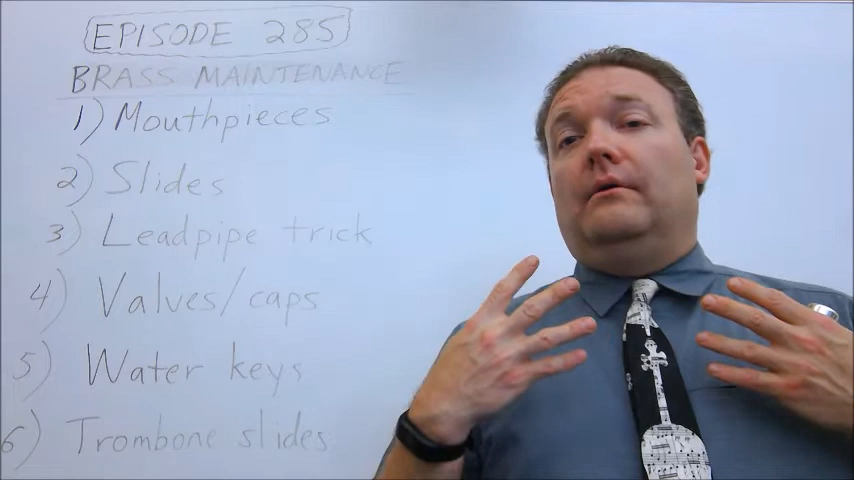 EPISODE 285
BRASS MAINTENANCE
1) Mouthpieces
2) Slides
3) Leadpipe trick
4) Valves/caps
5) Water keys
6) Trombone slides